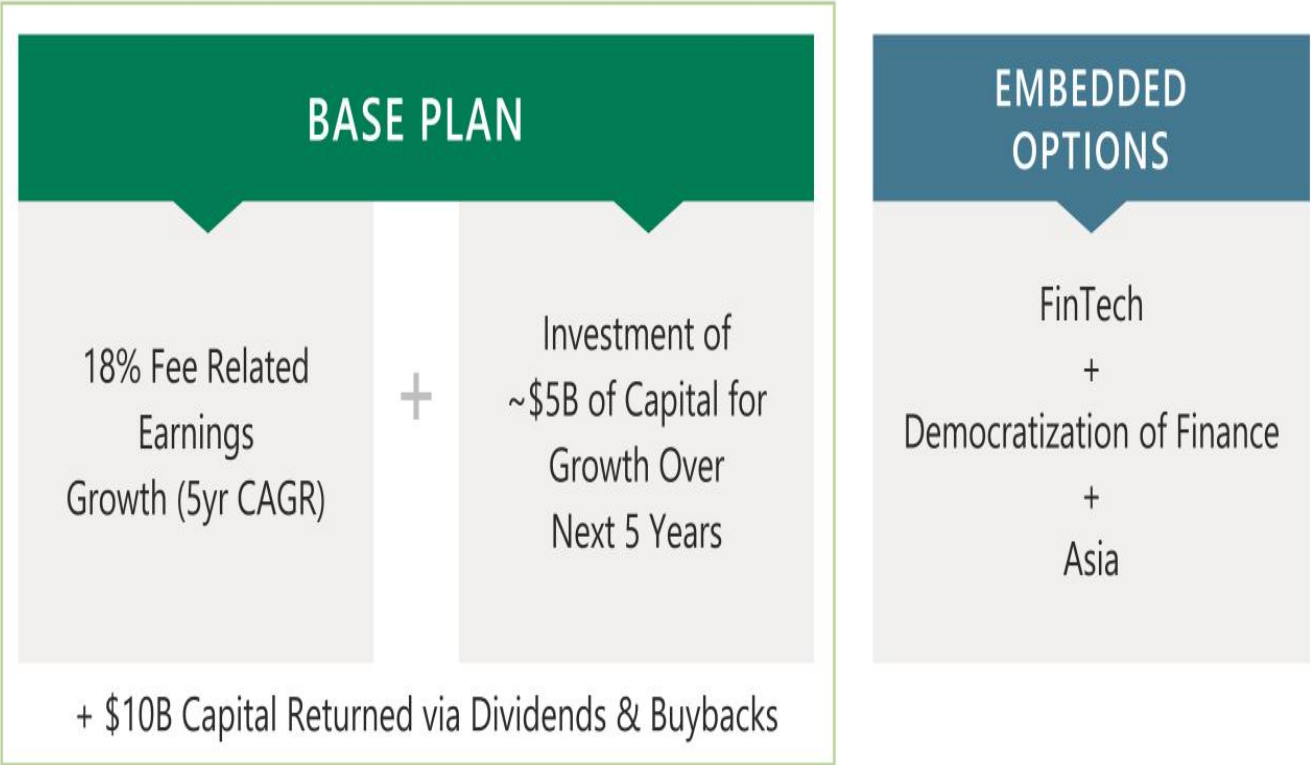 BASE PLAN
18% Fee Related
Earnings
Growth (5yr CAGR)
+
Investment of
~$5B of Capital for
Growth Over
Next 5 Years
+ $10B Capital Returned via Dividends & Buybacks
EMBEDDED
OPTIONS
FinTech
+
Democratization of Finance
+
Asia